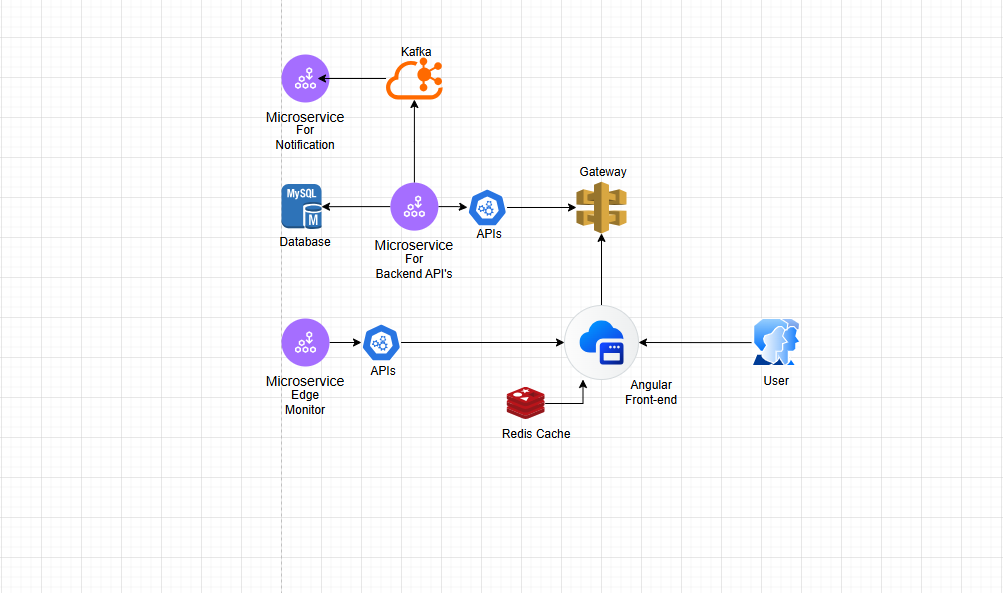 Kafka
Microservice
For
Notification
Gateway
MySQL
M
Database
APIs
Microservice
For
Backend API's
Microservice
Edge
Monitor
APIs
Angular
Front-end
User
Redis Cache